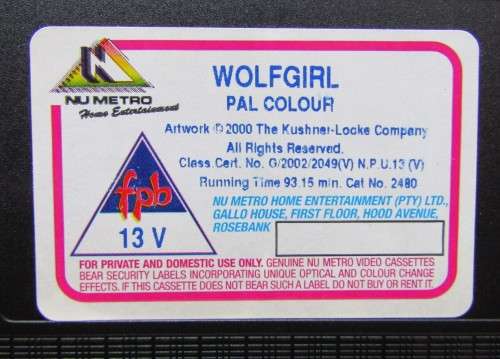 NU METRO
Home Entertainment
WOLFGIRL
PAL COLOUR
Artwork ©2000 The Kushner-Locke Company
All Rights Reserved.
Class.Cert. No. G/2002/2049(V) N.P.U.13 (V)
Running Time 93.15 min. Cat No. 2480
fpb
13 V
NU METRO HOME ENTERTAINMENT (PTY) LTD.,
GALLO HOUSE, FIRST FLOOR, HOOD AVENUE,
ROSEBANK
FOR PRIVATE AND DOMESTIC USE ONLY. GENUINE NU METRO VIDEO CASSETTES
BEAR SECURITY LABELS INCORPORATING UNIQUE OPTICAL AND COLOUR CHANGE
EFFECTS. IF THIS CASSETTE DOES NOT BEAR SUCH A LABEL DO NOT BUY OR RENT IT.